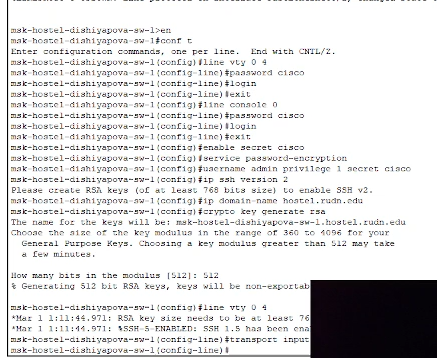 msk-hostel-dishiyapova-sw-1>en
msk-hostel-dishiyapova-sw-1#conf t
Enter configuration commands, one per line.  End with CNTL/Z.
msk-hostel-dishiyapova-sw-1(config)#line vty 0 4
msk-hostel-dishiyapova-sw-1(config-line)#password cisco
msk-hostel-dishiyapova-sw-1(config-line)#login
msk-hostel-dishiyapova-sw-1(config-line)#exit
msk-hostel-dishiyapova-sw-1(config)#line console 0
msk-hostel-dishiyapova-sw-1(config-line)#password cisco
msk-hostel-dishiyapova-sw-1(config-line)#login
msk-hostel-dishiyapova-sw-1(config-line)#exit
msk-hostel-dishiyapova-sw-1(config)#enable secret cisco
msk-hostel-dishiyapova-sw-1(config)#service password-encryption
msk-hostel-dishiyapova-sw-1(config)#username admin privilege 1 secret cisco
msk-hostel-dishiyapova-sw-1(config)#ip ssh version 2
Please create RSA keys (of at least 768 bits size) to enable SSH v2.
msk-hostel-dishiyapova-sw-1(config)#ip domain-name hostel.rudn.edu
msk-hostel-dishiyapova-sw-1(config)#crypto key generate rsa
The name for the keys will be: msk-hostel-dishiyapova-sw-1.hostel.rudn.edu
Choose the size of the key modulus in the range of 360 to 4096 for your
General Purpose Keys. Choosing a key modulus greater than 512 may take
a few minutes.
How many bits in the modulus [512]: 512
% Generating 512 bit RSA keys, keys will be non-exportab
msk-hostel-dishiyapova-sw-1(config)#line vty 0 4
*Mar 1 1:11:44.971: RSA key size needs to be at least 76
*Mar 1 1:11:44.971: %SSH-5-ENABLED: SSH 1.5 has been ena
msk-hostel-dishiyapova-sw-1(config-line)#transport input
msk-hostel-dishiyapova-sw-1(config-line)#